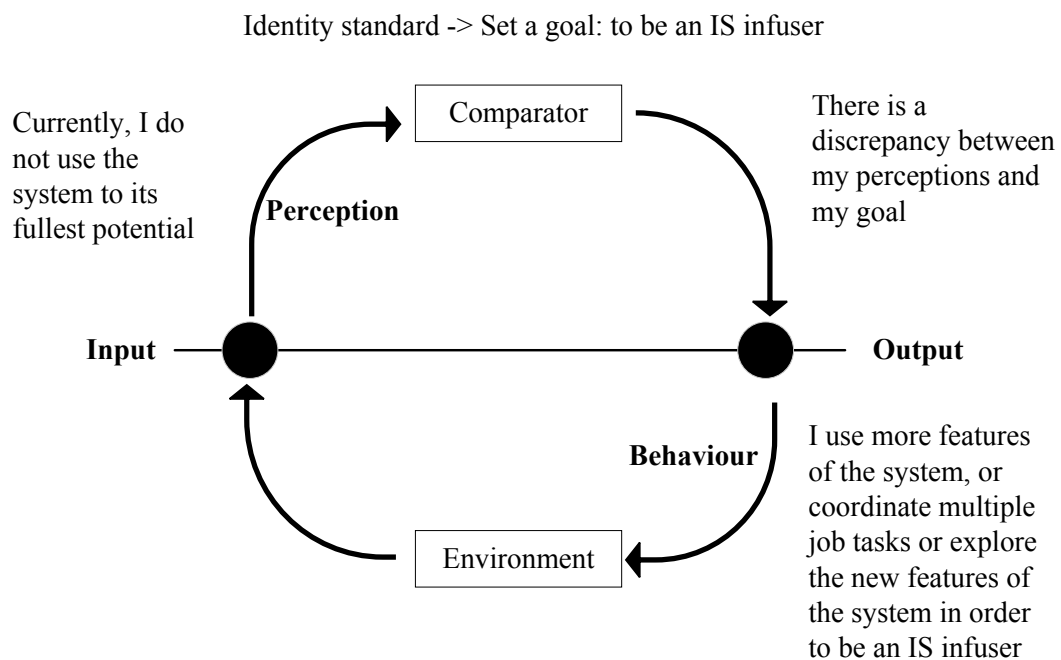 Identity standard -> Set a goal: to be an IS infuser
Comparator
Currently, I do
not use the
system to its
fullest potential
There is a
discrepancy between
my perceptions and
my goal
Perception
Input
Output
Behaviour
I use more features
of the system, or
coordinate multiple
job tasks or explore
the new features of
the system in order
to be an IS infuser
Environment